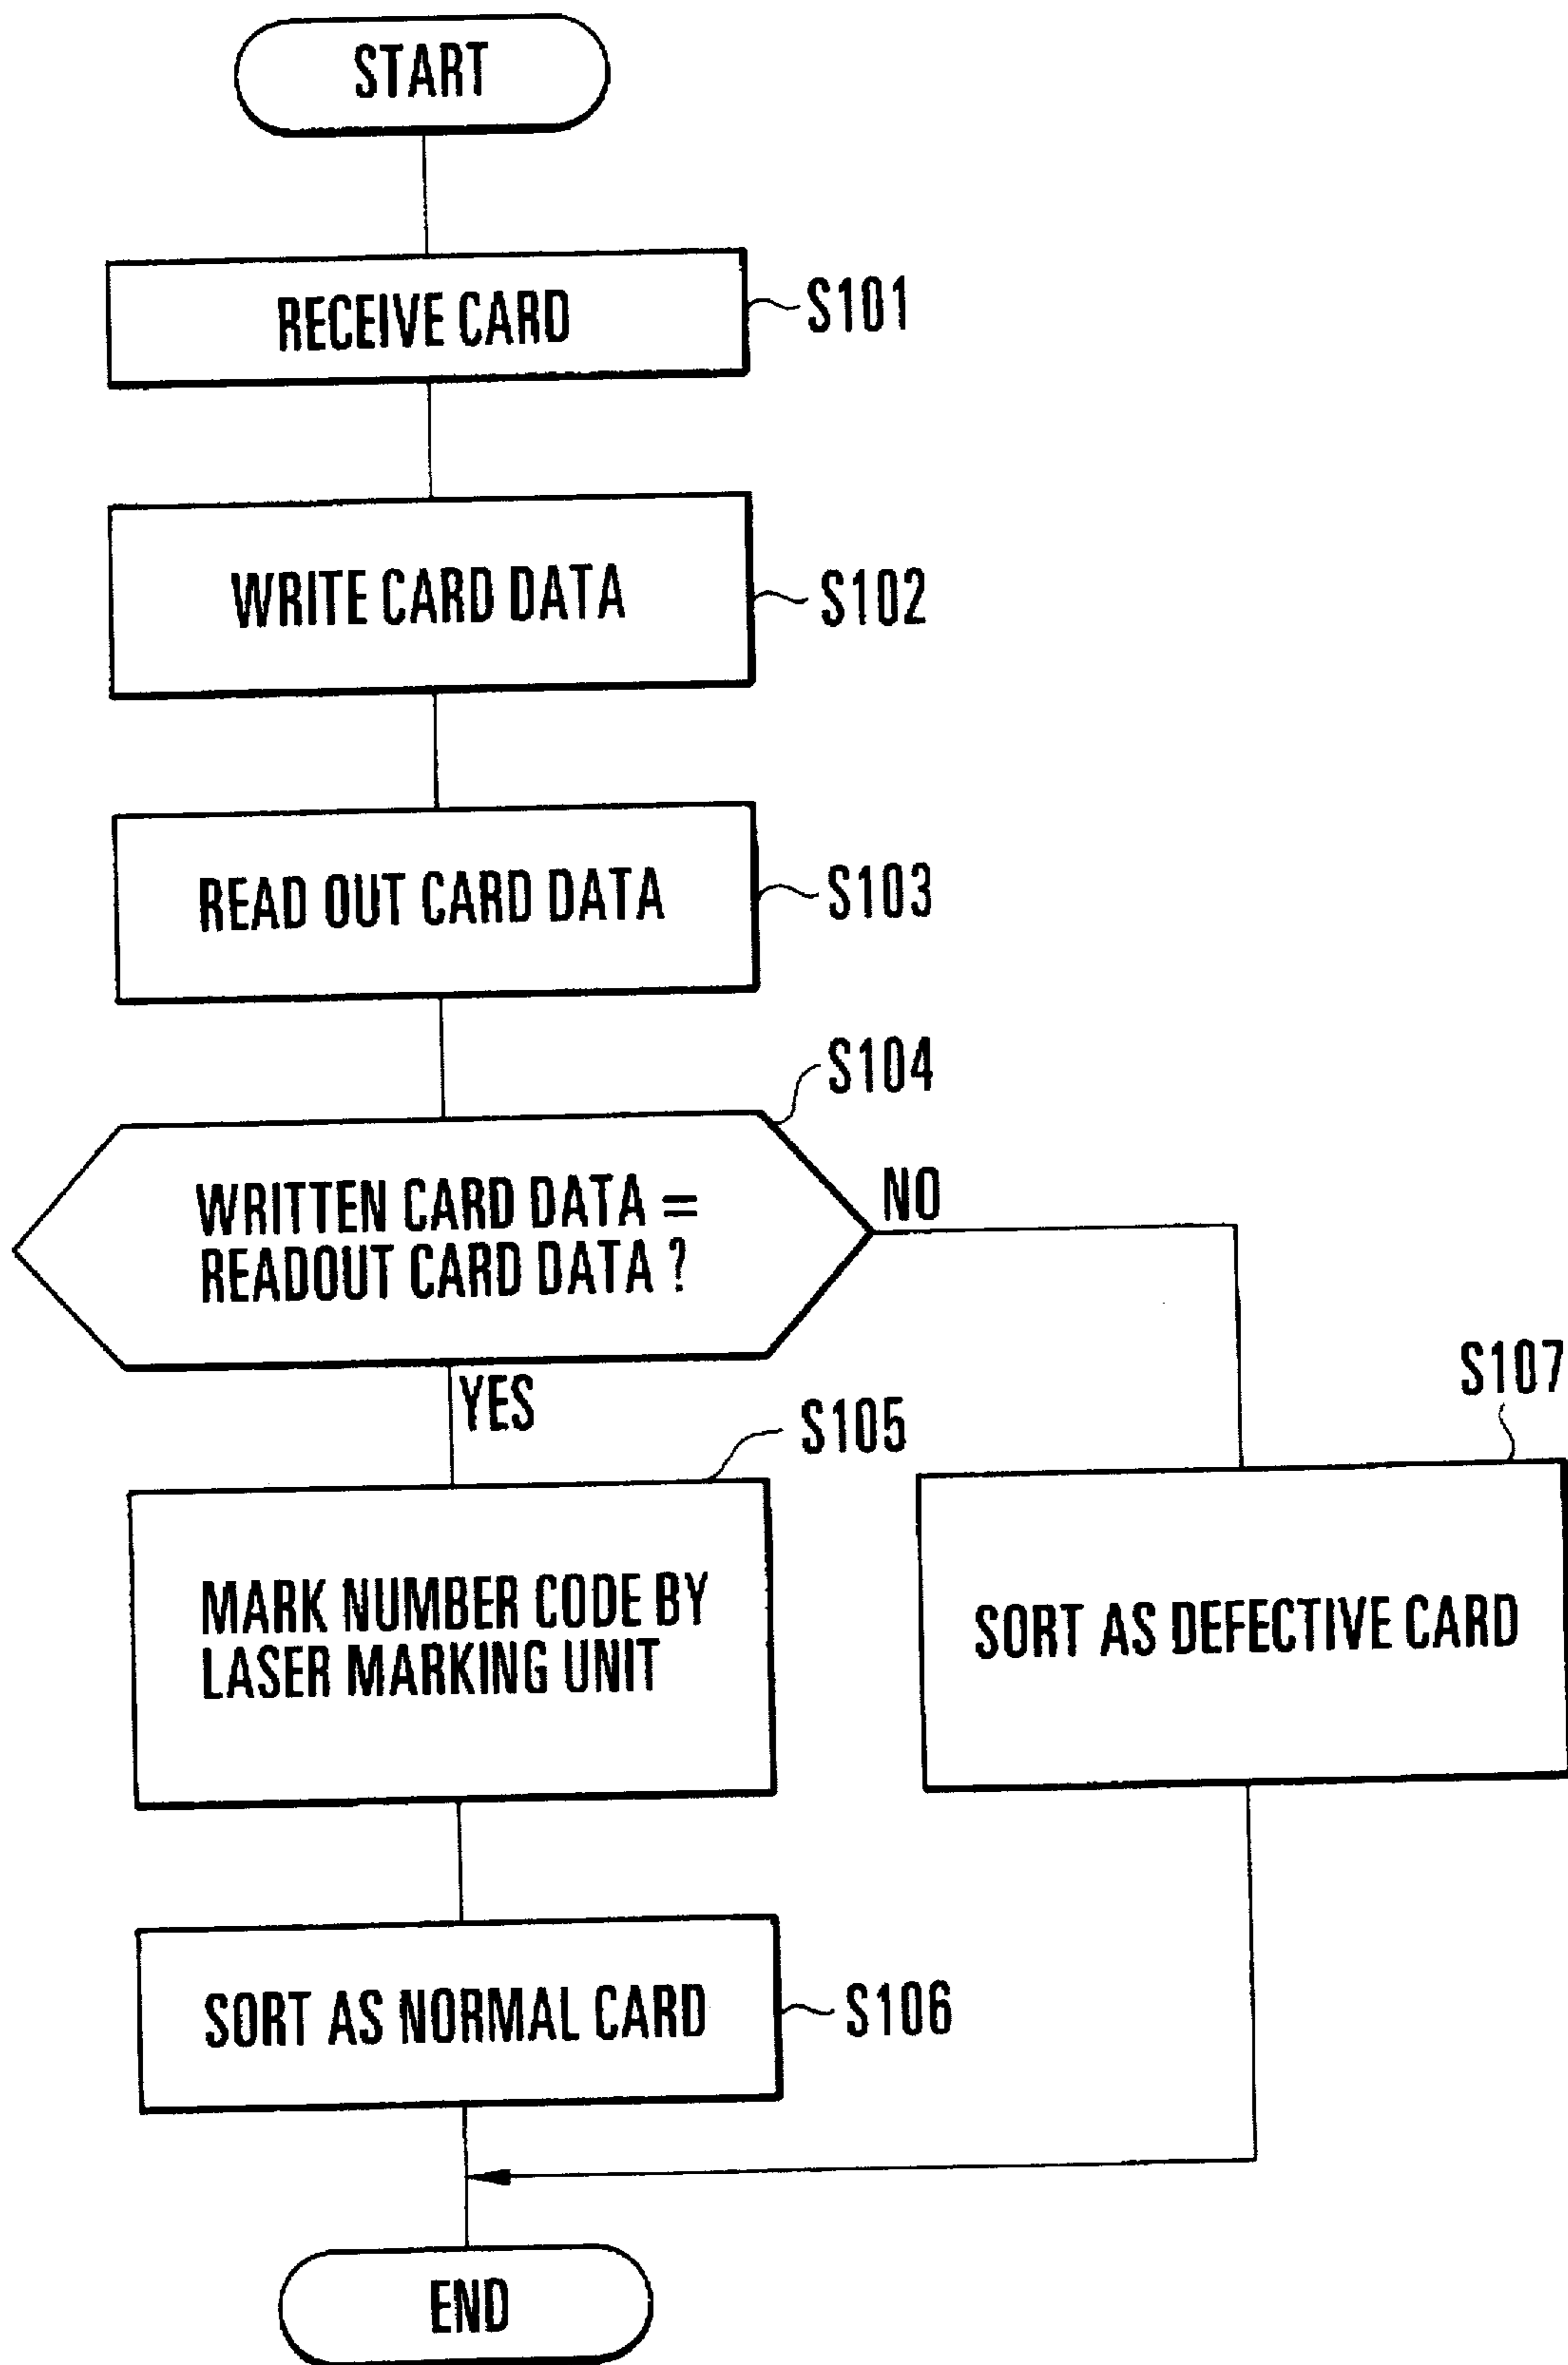 START
RECEIVE CARD
S101
WRITE CARD DATA
S102
READ OUT CARD DATA
S103
S104
WRITTEN CARD DATA =
READOUT CARD DATA ?
NO
YES
S105
S107
MARK NUMBER CODE BY
LASER MARKING UNIT
SORT AS DEFECTIVE CARD
SORT AS NORMAL CARD
S106
END